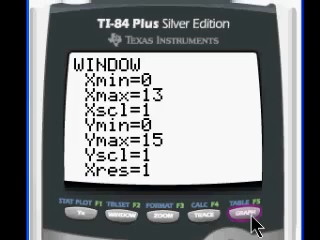 TI-84 Plus Silver Edition
TEXAS INSTRUMENTS
WINDOW
Xmin=0
Xmax=13
Xscl=1
Ymin=0
Ymax=15
Yscl=1
Xres=1
STAT PLOT F1 TBLSET F2 FORMAT F3 CALC F4 TABLE F5
Y= WINDOW ZOOM TRACE GRAPH